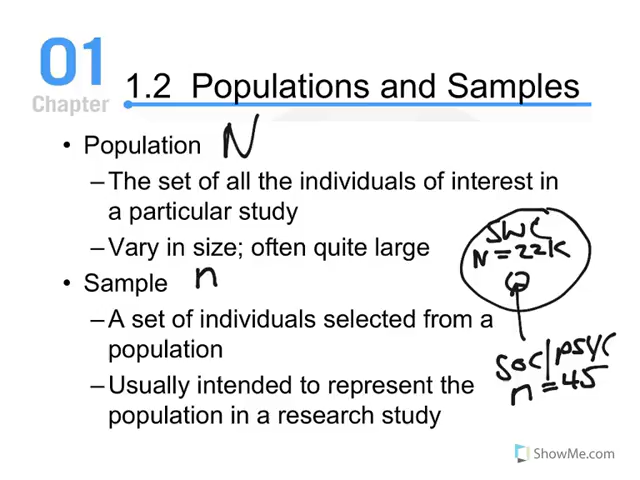 01
Chapter
1.2 Populations and Samples
• Population N
–The set of all the individuals of interest in
a particular study
–Vary in size; often quite large
• Sample n
–A set of individuals selected from a
population
–Usually intended to represent the
population in a research study
SWC
N = 22K
SOC|PSYC
n = 45
ShowMe.com